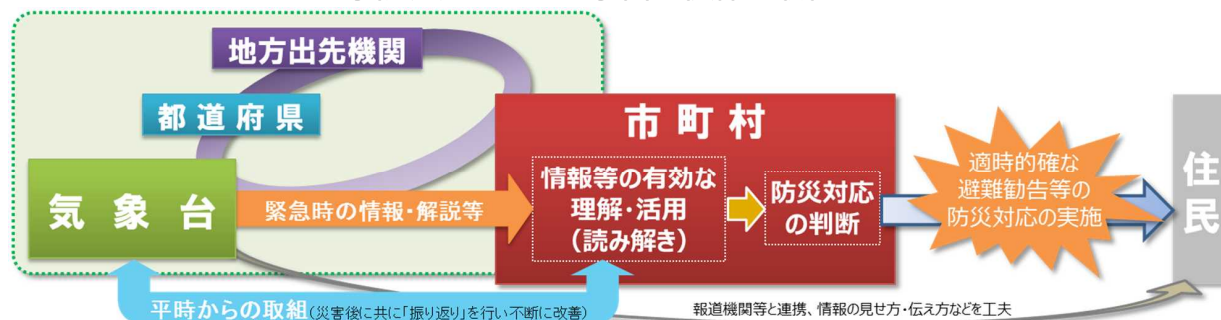 地方出先機関
都道府県
気象台
緊急時の情報・解説等
市町村
情報等の有効な
理解・活用
（読み解き）
防災対応
の判断
適時的確な
避難勧告等の
防災対応の実施
住民
平時からの取組(災害後に共に「振り返り」を行い不断に改善)
報道機関等と連携、情報の見せ方・伝え方などを工夫